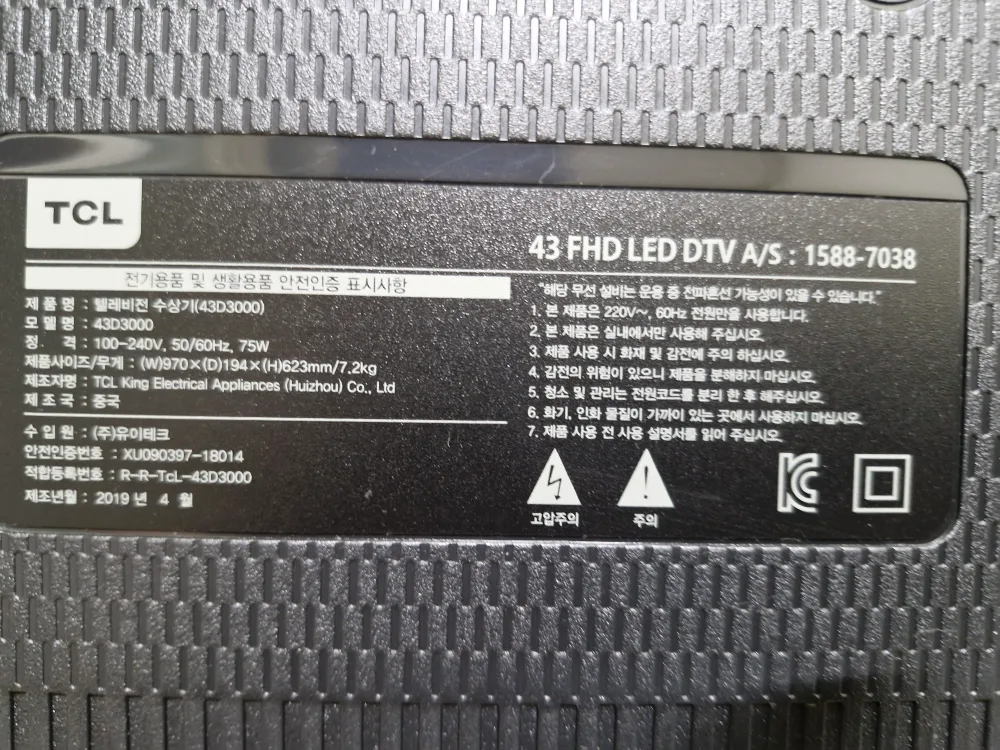 TCL
43 FHD LED DTV A/S : 1588-7038
전기용품 및 생활용품 안전인증 표시사항
제 품 명 : 텔레비전 수상기(43D3000)
모 델 명 : 43D3000
정. 격 : 100-240V, 50/60Hz, 75W
제품사이즈/무게 : (W)970×(D)194×(H)623mm/7.2kg
제조자명 : TCL King Electrical Appliances (Huizhou) Co., Ltd
제 조 국 : 중국
수 입 원 : (주)유이테크
안전인증번호 : XU090397-18014
적합등록번호 : R-R-TcL-43D3000
제조년월 : 2019 년 4 월
"해당 무선 설비는 운용 중 전파혼선 가능성이 있을 수 있습니다."
1. 본 제품은 220V~, 60Hz 전원만을 사용합니다.
2. 본 제품은 실내에서만 사용해 주십시오.
3. 제품 사용 시 화재 및 감전에 주의 하십시오.
4. 감전의 위험이 있으니 제품을 분해하지 마십시오.
5. 청소 및 관리는 전원코드를 분리 한 후 해주십시오.
6. 화기, 인화 물질이 가까이 있는 곳에서 사용하지 마십시오.
7. 제품 사용 전 사용 설명서를 읽어 주십시오.
고압주의
주의